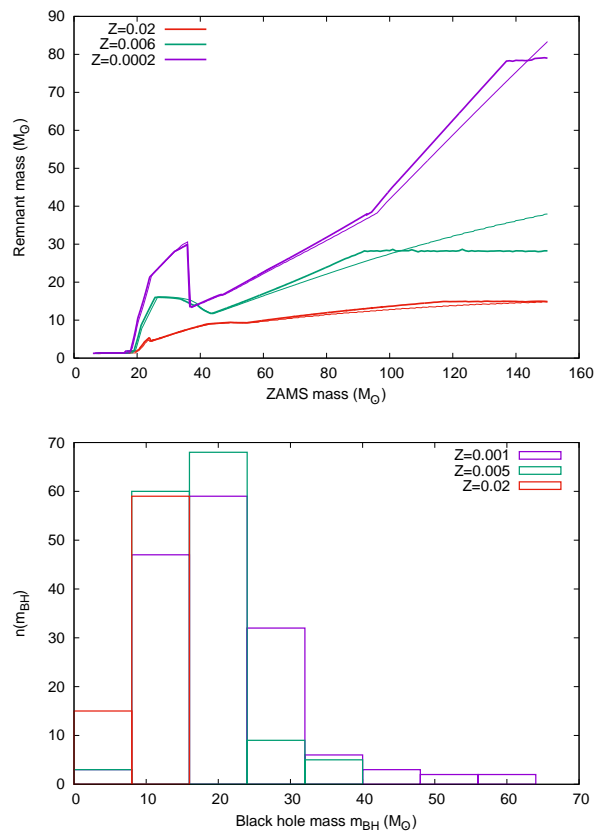 Z=0.02
Z=0.006
Z=0.0002
Remnant mass (M⊙)
90
80
70
60
50
40
30
20
10
0
0 20 40 60 80 100 120 140 160
ZAMS mass (M⊙)
Z=0.001
Z=0.005
Z=0.02
n(mBH)
70
60
50
40
30
20
10
0
0 10 20 30 40 50 60 70
Black hole mass mBH (M⊙)